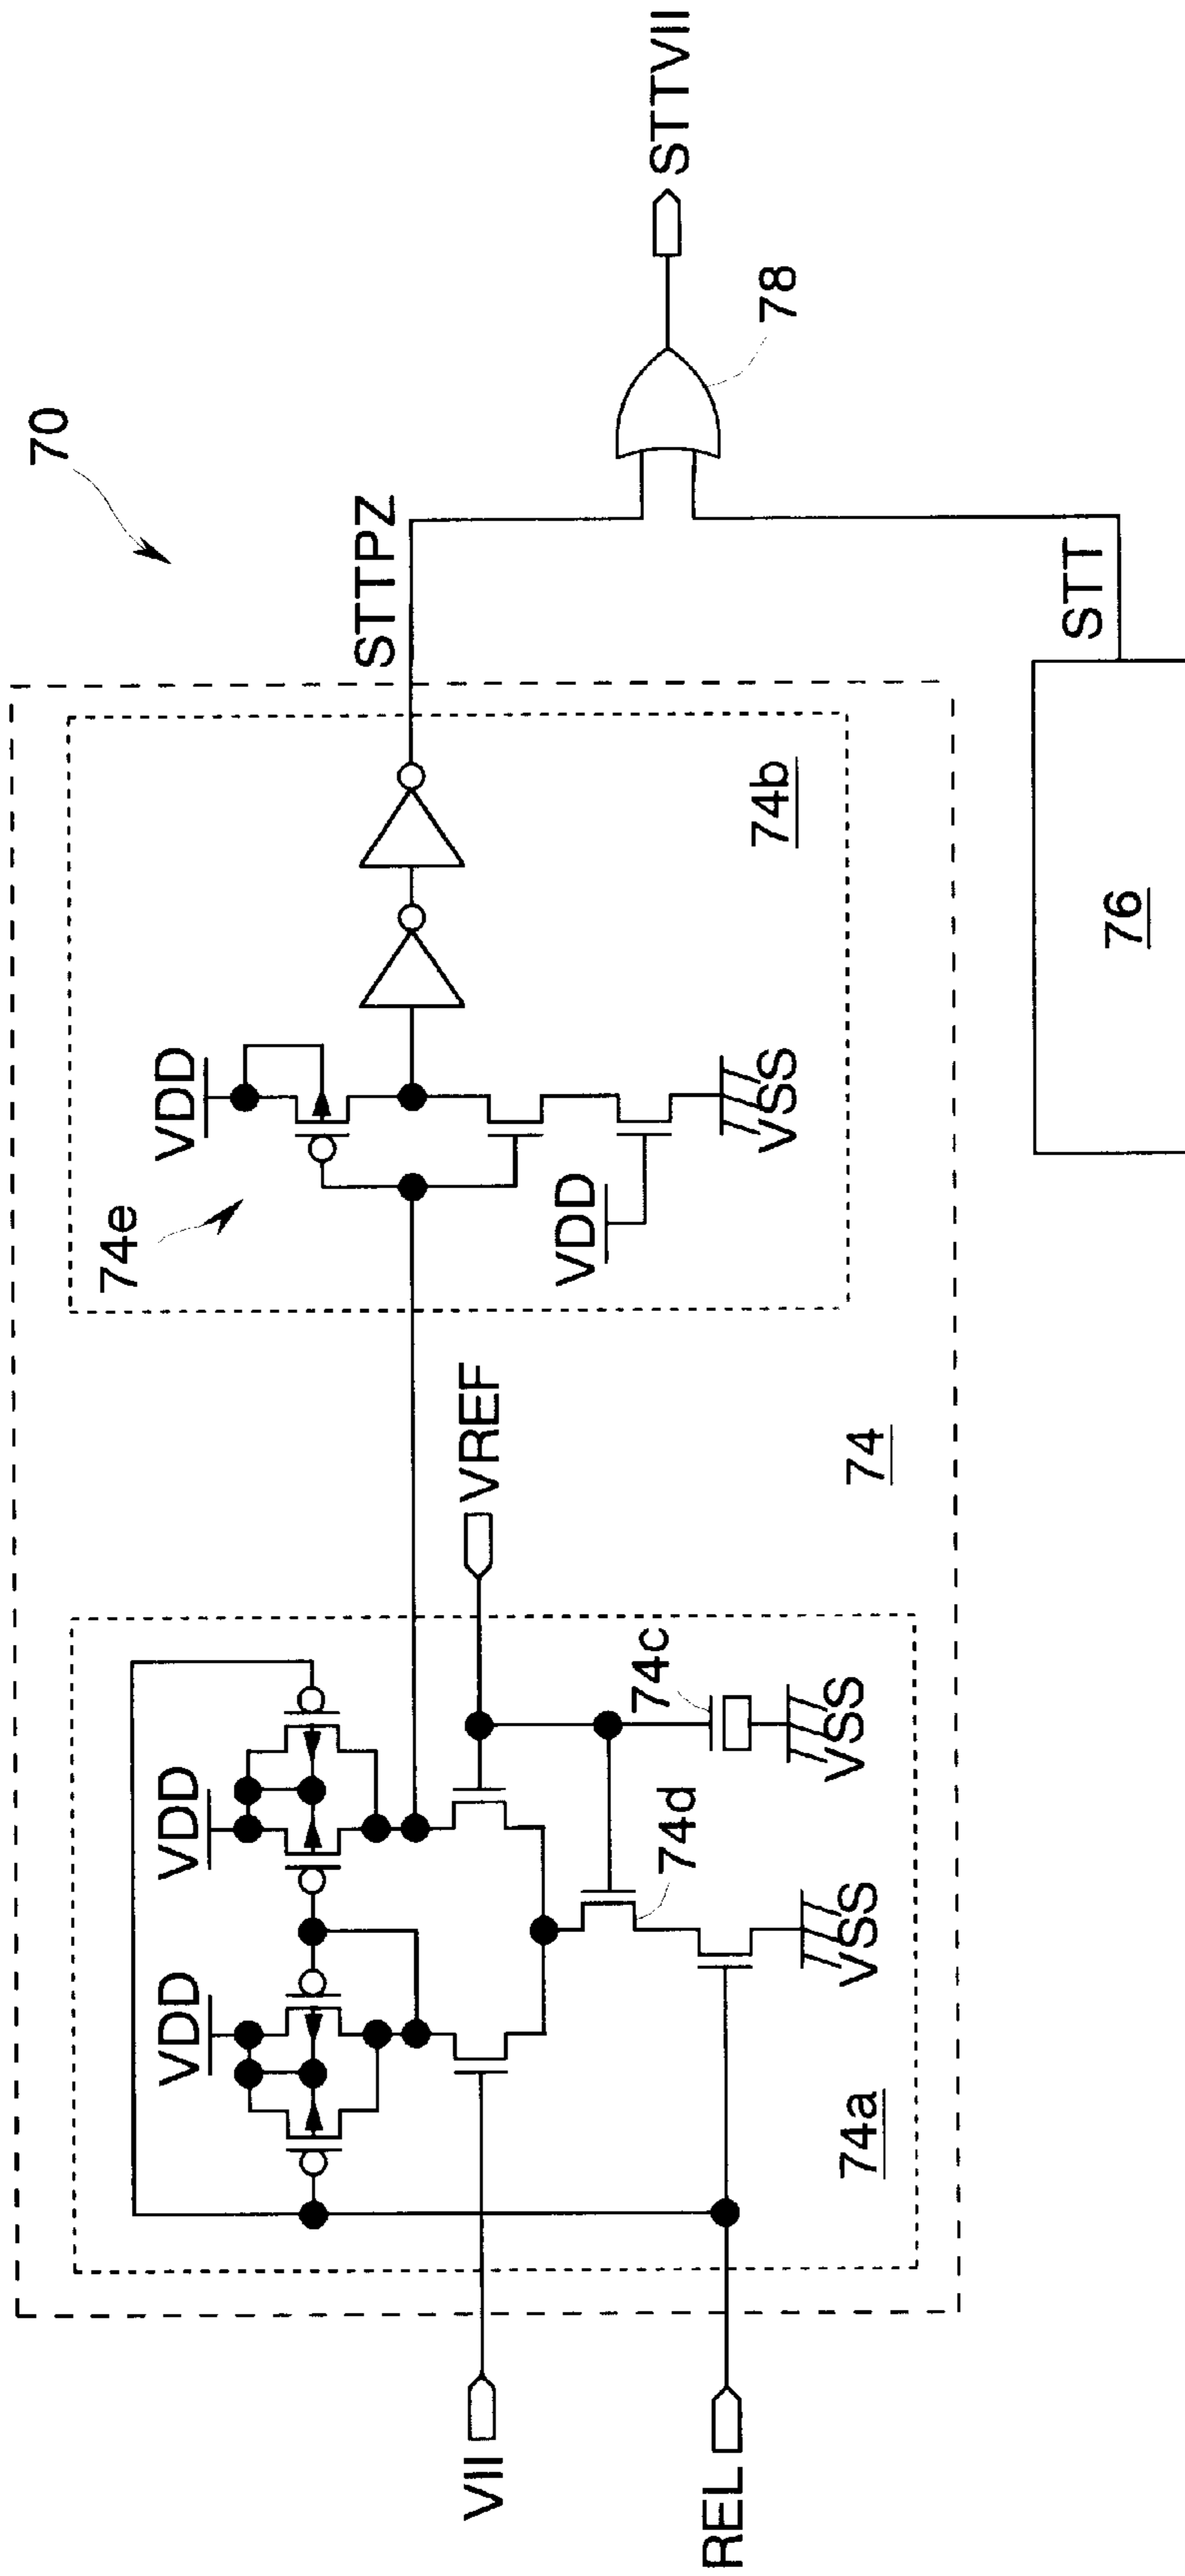 70
VDD
VDD
VDD
74e
STTPZ
STTVII
78
VII
VREF
VDD
74c
74d
VSS
74b
REL
VSS
VSS
74a
74
STT
76